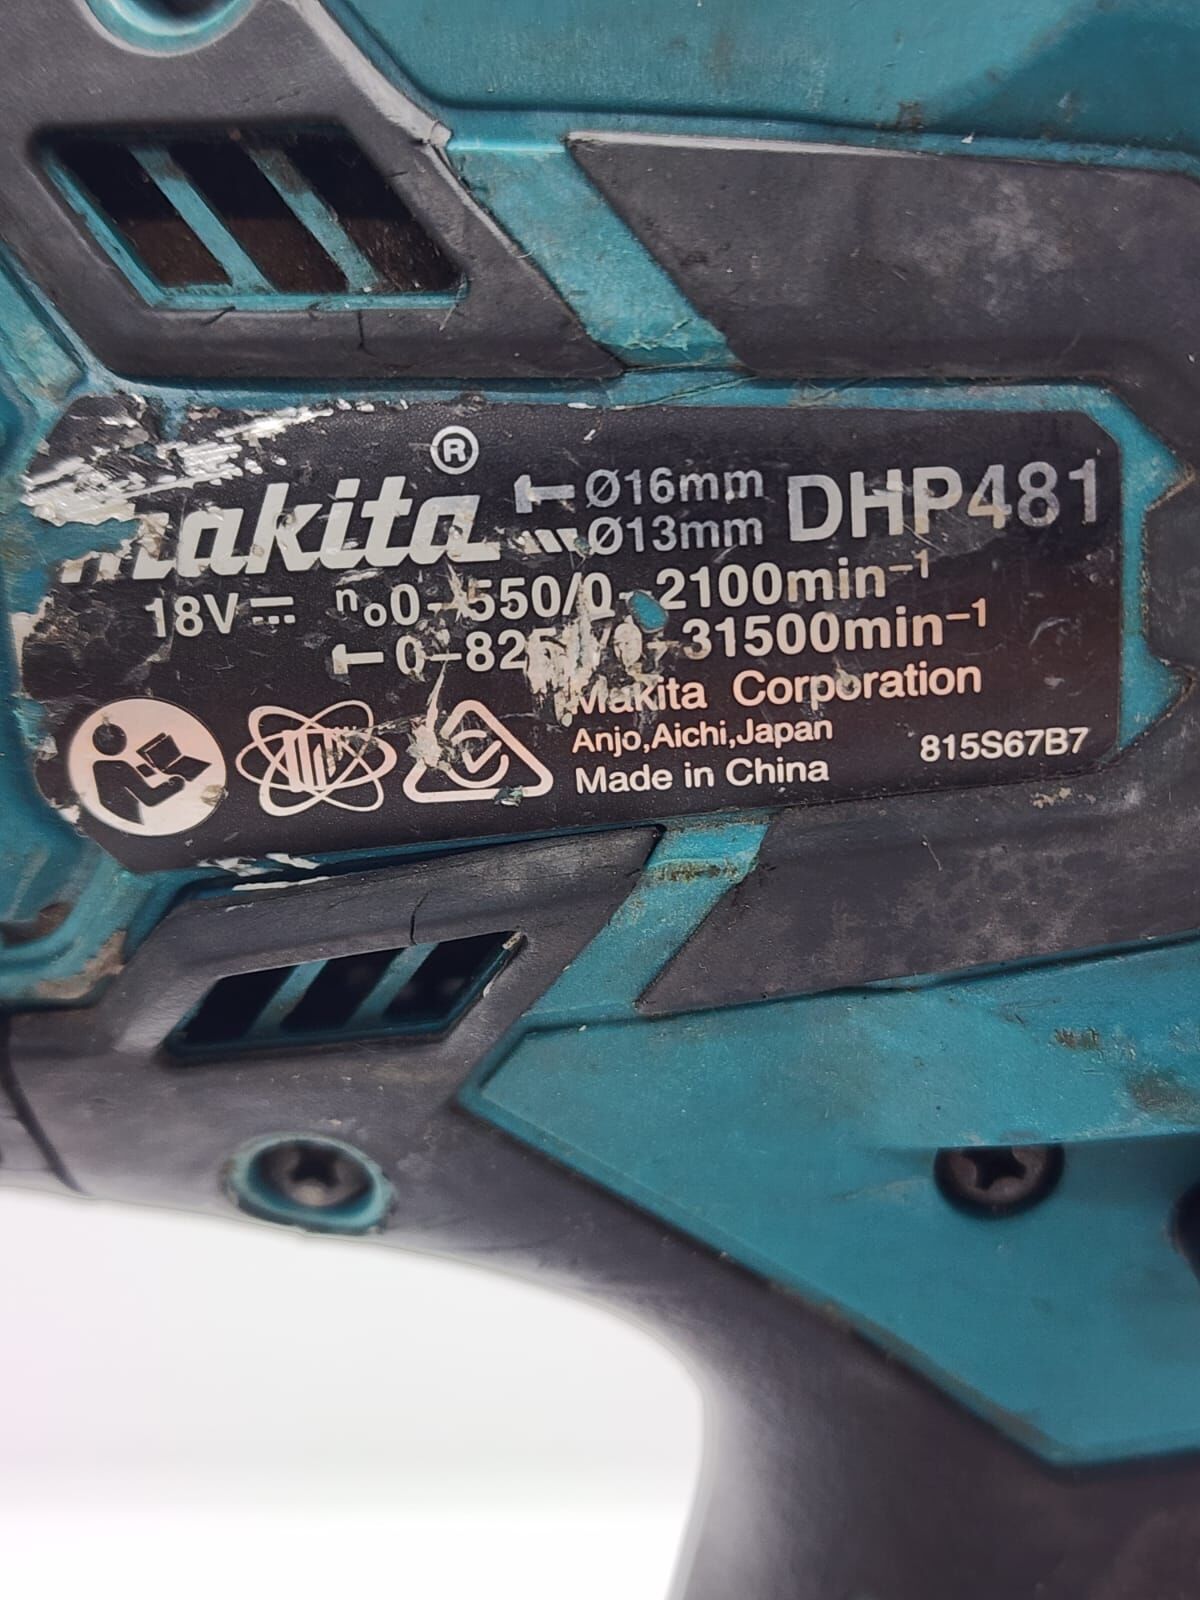 makita®
Ø16mm
Ø13mm
DHP481
18V n₀0-550/0-2100min⁻¹
0-31500min⁻¹
Makita Corporation
Anjo,Aichi,Japan
Made in China
815S67B7